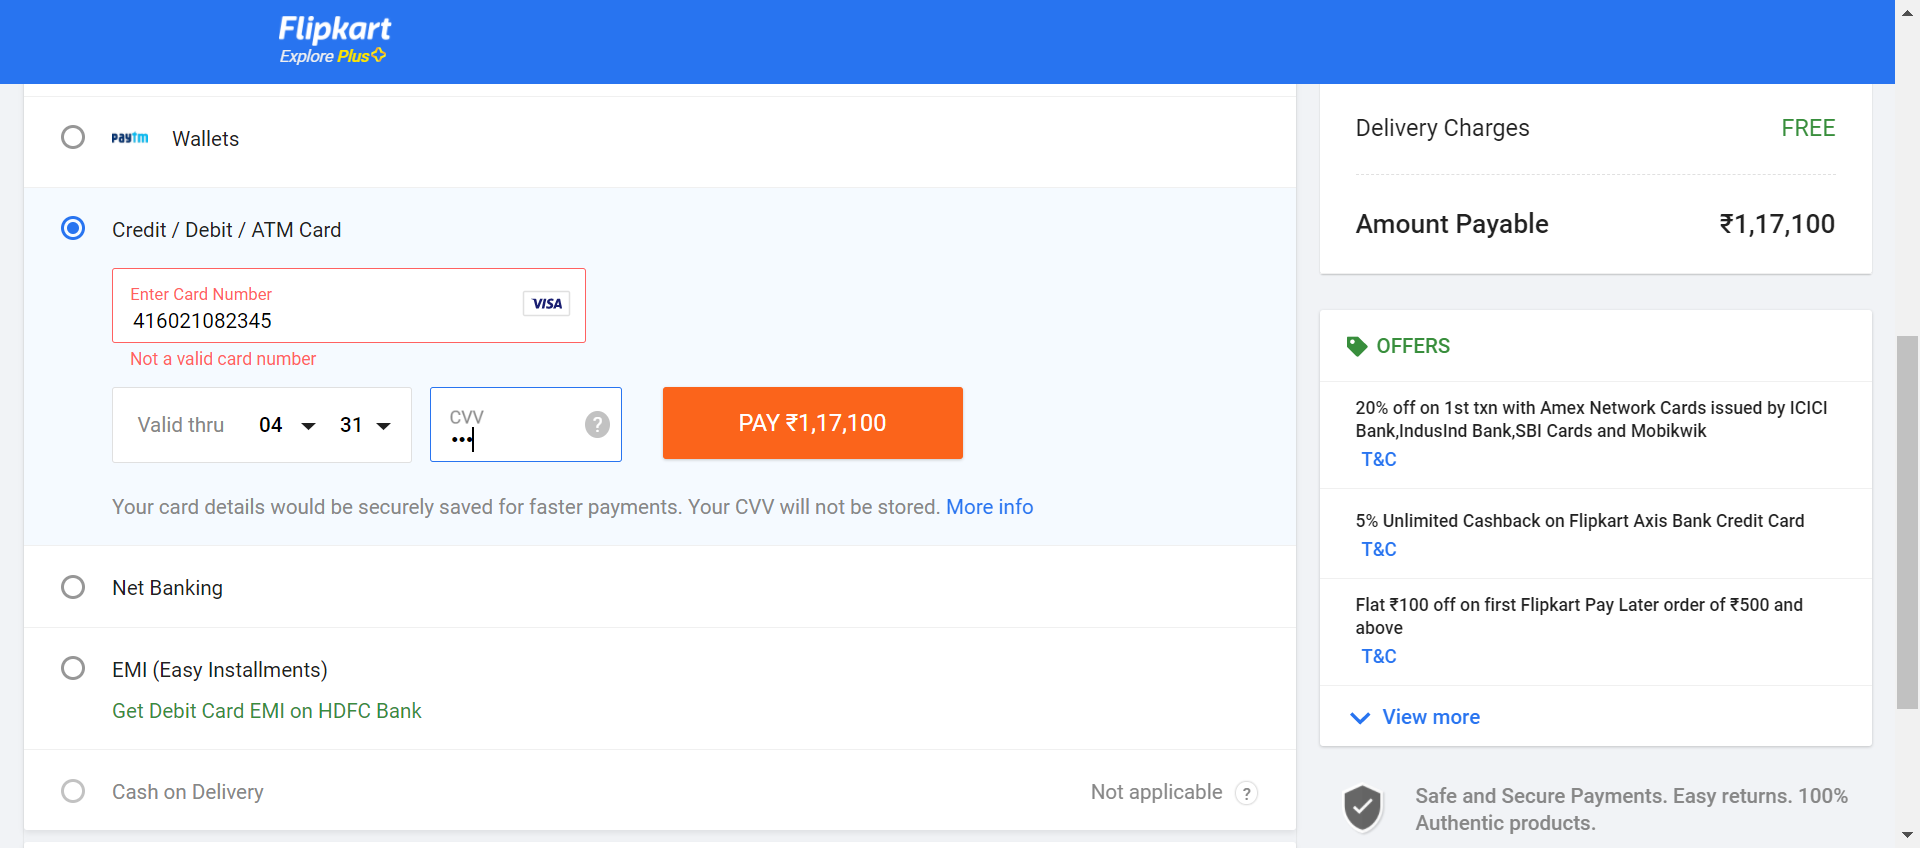 Flipkart
Explore Plus
paytm Wallets
Credit / Debit / ATM Card
Enter Card Number
416021082345
VISA
Not a valid card number
Valid thru 04 31
CVV
•••
?
PAY ₹1,17,100
Your card details would be securely saved for faster payments. Your CVV will not be stored. More info
Net Banking
EMI (Easy Installments)
Get Debit Card EMI on HDFC Bank
Cash on Delivery
Not applicable ?
Delivery Charges FREE
Amount Payable ₹1,17,100
OFFERS
20% off on 1st txn with Amex Network Cards issued by ICICI
Bank,IndusInd Bank,SBI Cards and Mobikwik
T&C
5% Unlimited Cashback on Flipkart Axis Bank Credit Card
T&C
Flat ₹100 off on first Flipkart Pay Later order of ₹500 and
above
T&C
View more
Safe and Secure Payments. Easy returns. 100%
Authentic products.